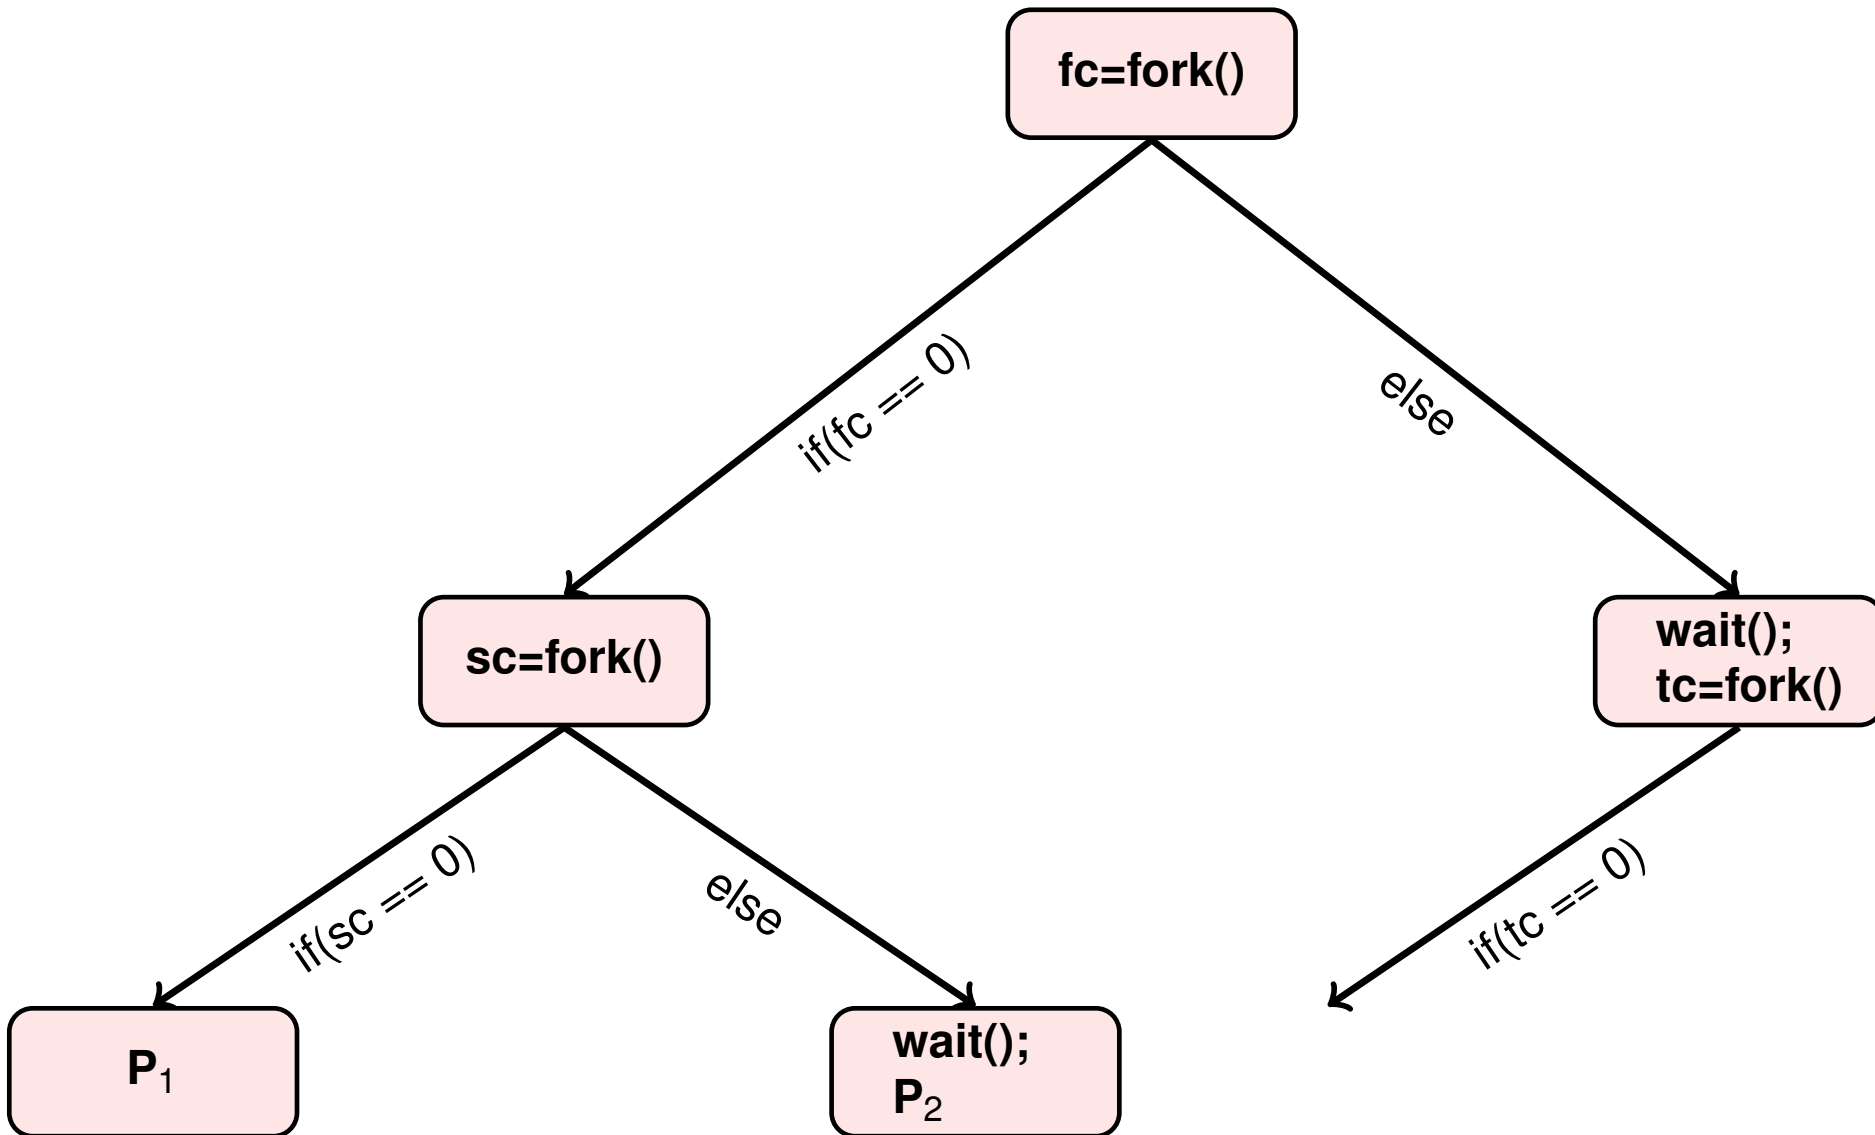 fc=fork()
if(fc == 0)
else
sc=fork()
wait();
tc=fork()
if(sc == 0)
else
if(tc == 0)
P₁
wait();
P₂